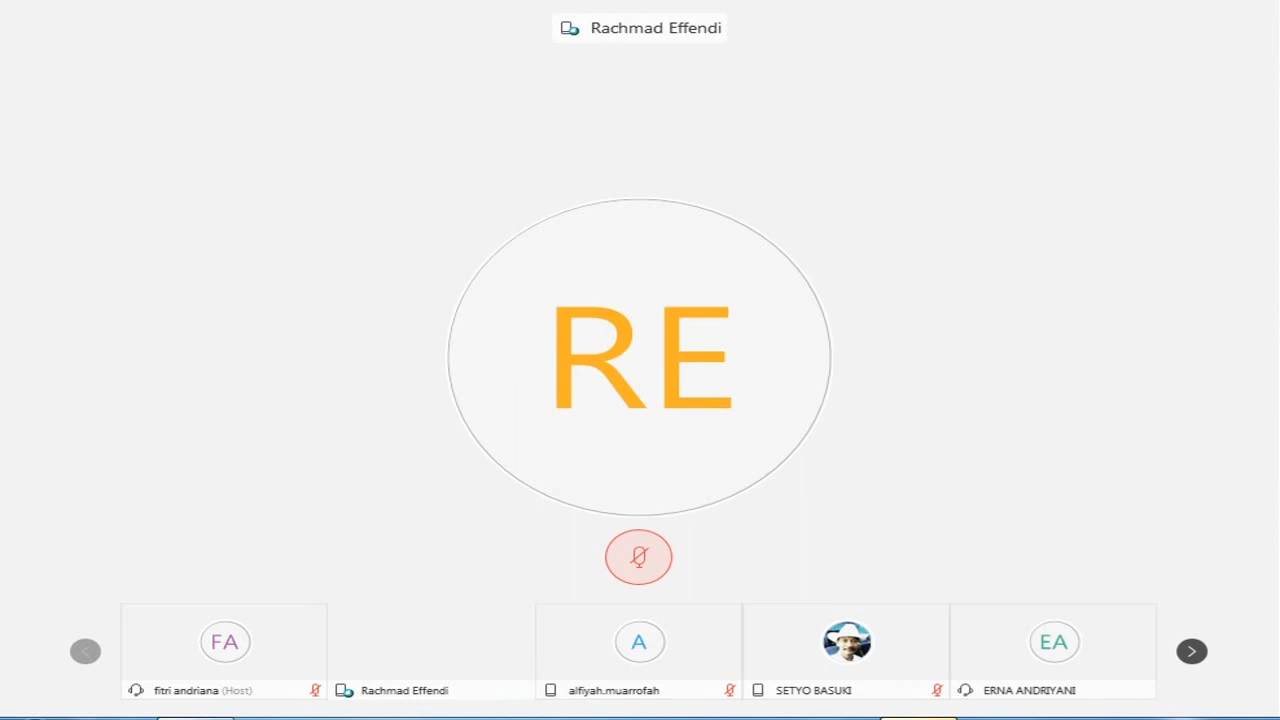 Rachmad Effendi
RE
FA
A
EA
fitri andriana (Host)
Rachmad Effendi
alfiyah.muarrofah
SETYO BASUKI
ERNA ANDRIYANI